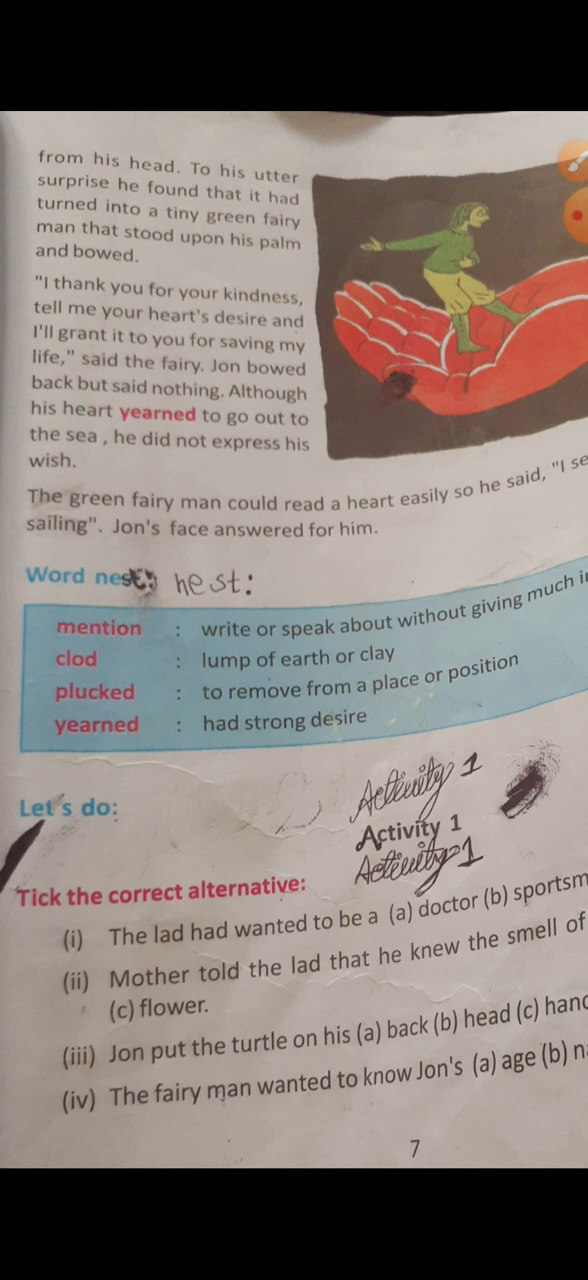 from his head. To his utter
surprise he found that it had
turned into a tiny green fairy
man that stood upon his palm
and bowed.
"I thank you for your kindness,
tell me your heart's desire and
I'll grant it to you for saving my
life," said the fairy. Jon bowed
back but said nothing. Although
his heart yearned to go out to
the sea , he did not express his
wish.
The green fairy man could read a heart easily so he said, "I
sailing". Jon's face answered for him.
Word nest: hest:
mention : write or speak about without giving much
clod : lump of earth or clay
plucked : to remove from a place or position
yearned : had strong desire
Activity 1
Let's do:
Activity 1
Activity 1
Tick the correct alternative:
(i) The lad had wanted to be a (a) doctor (b)
(ii) Mother told the lad that he knew the smell of
(c) flower.
(iii) Jon put the turtle on his (a) back (b) head (c)
(iv) The fairy man wanted to know Jon's (a) age (b)
7